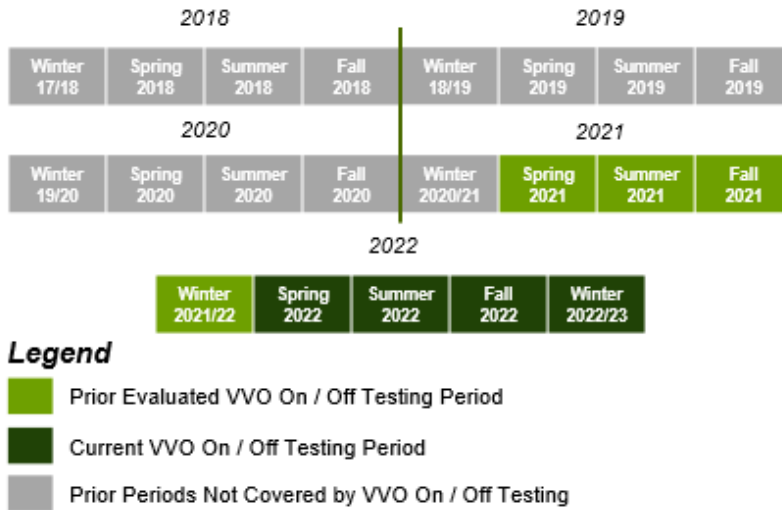 2018 2019
Winter Spring Summer Fall Winter Spring Summer Fall
17/18 2018 2018 2018 18/19 2019 2019 2019
2020 2021
Winter Spring Summer Fall Winter Spring Summer Fall
19/20 2020 2020 2020 2020/21 2021 2021 2021
2022
Winter Spring Summer Fall Winter
2021/22 2022 2022 2022 2022/23
Legend
Prior Evaluated VVO On / Off Testing Period
Current VVO On / Off Testing Period
Prior Periods Not Covered by VVO On / Off Testing